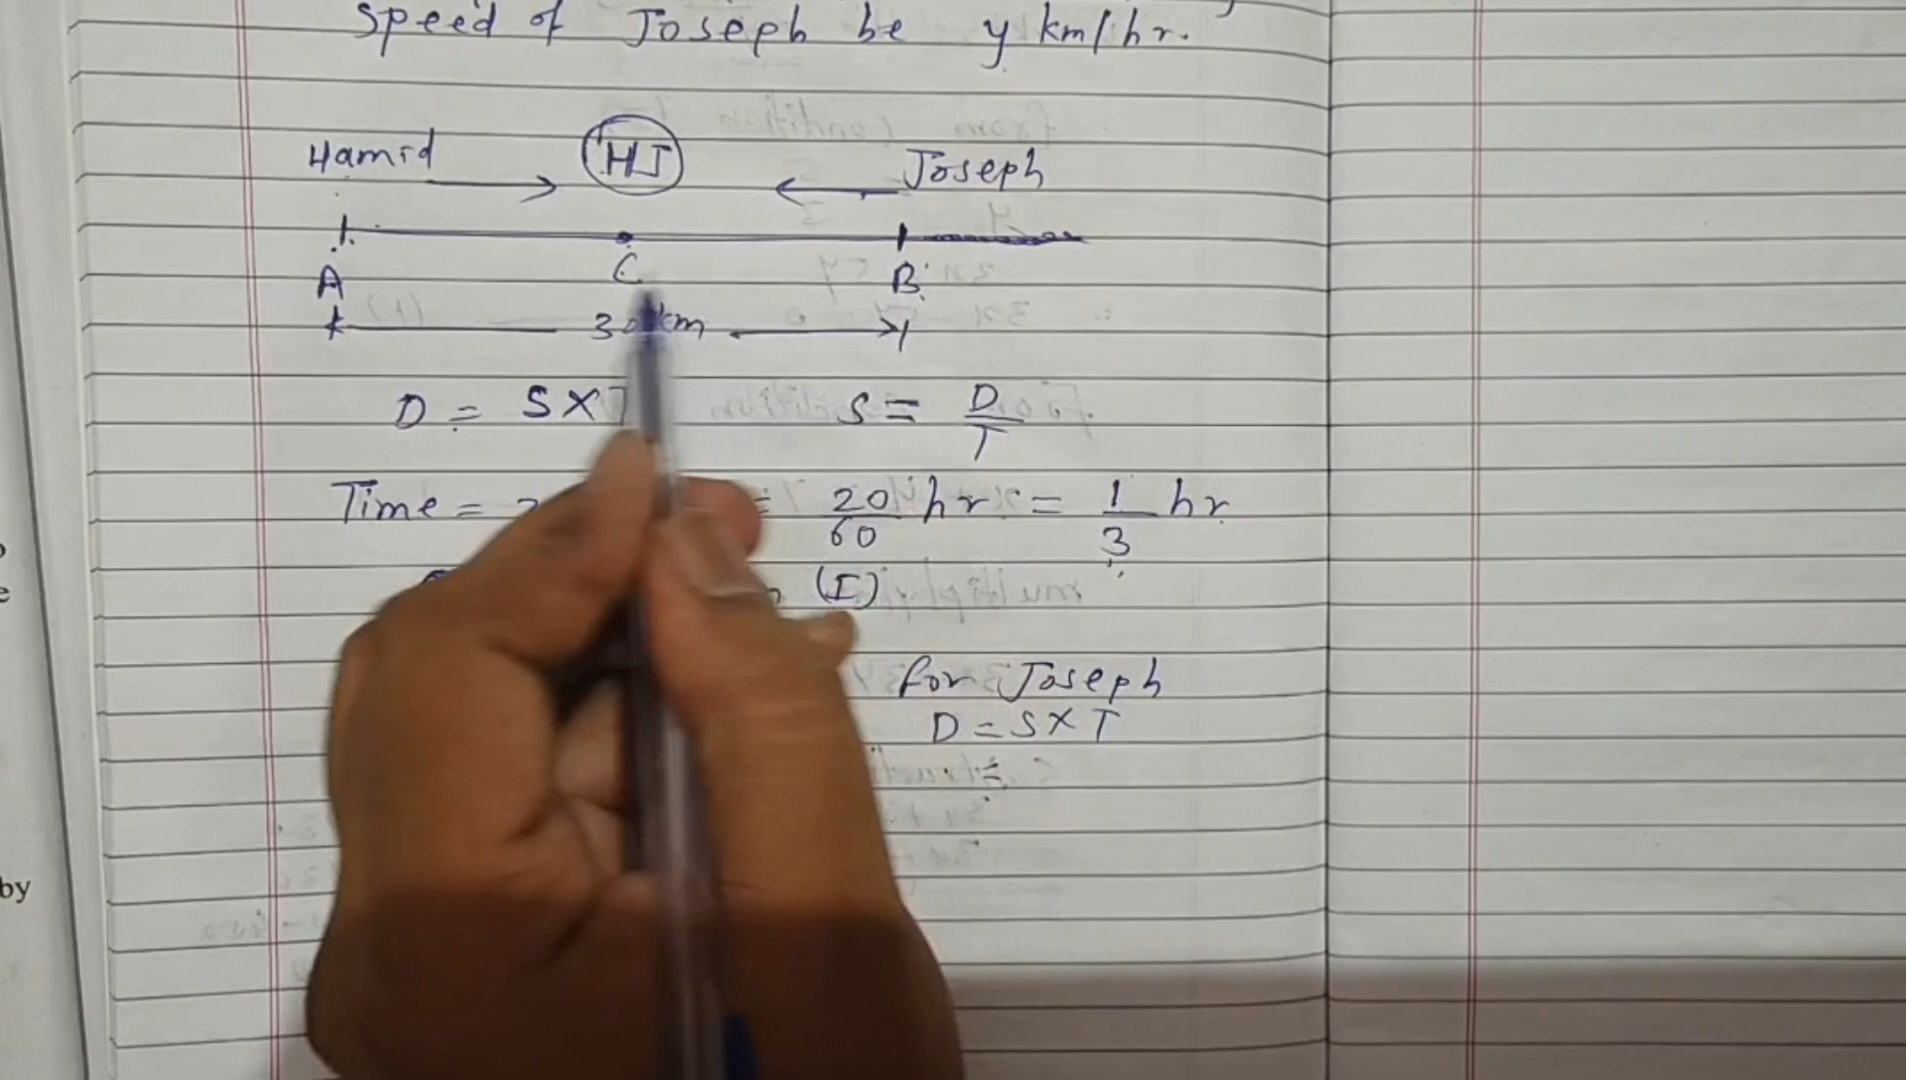 Speed of Joseph be y km/hr.
Hamid HJ Joseph
A C B
30 km
D = S×T S = D/T
Time = = 20/60 hr = 1/3 hr
(I)
for Joseph
D = S×T
=
by